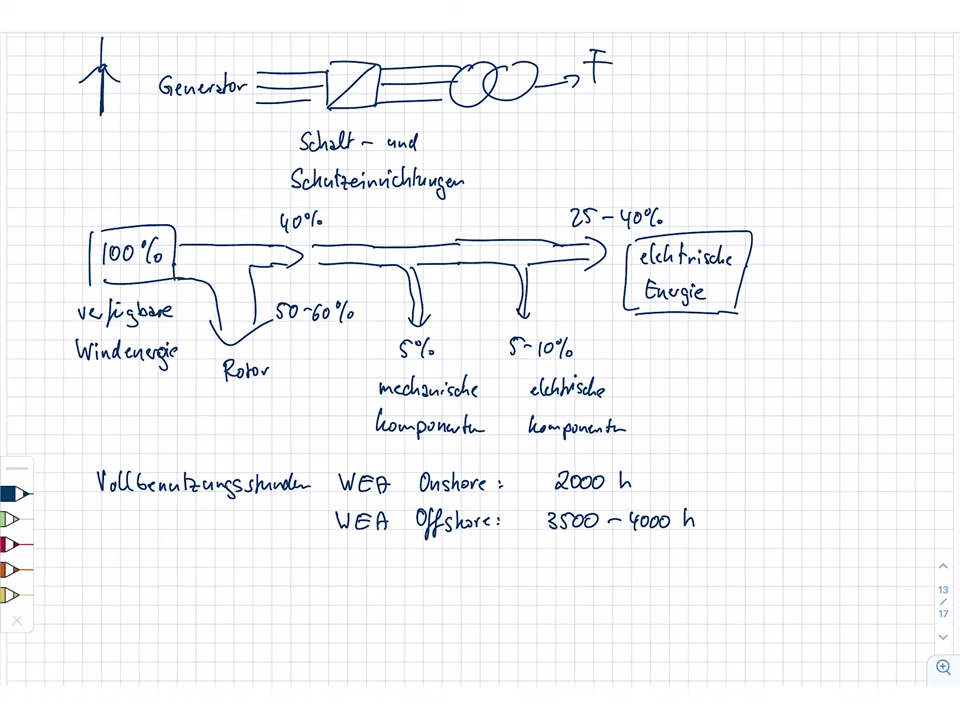 F
Generator
Schalt- und
Schutzeinrichtungen
40%
25-40%
100%
elektrische
Energie
verfügbare
Windenergie
50-60%
Rotor
5%
5-10%
mechanische
elektrische
komponenten
komponenten
Vollbenutzungsstunden WEA Onshore: 2000 h
WEA Offshore: 3500-4000 h
13
/
17